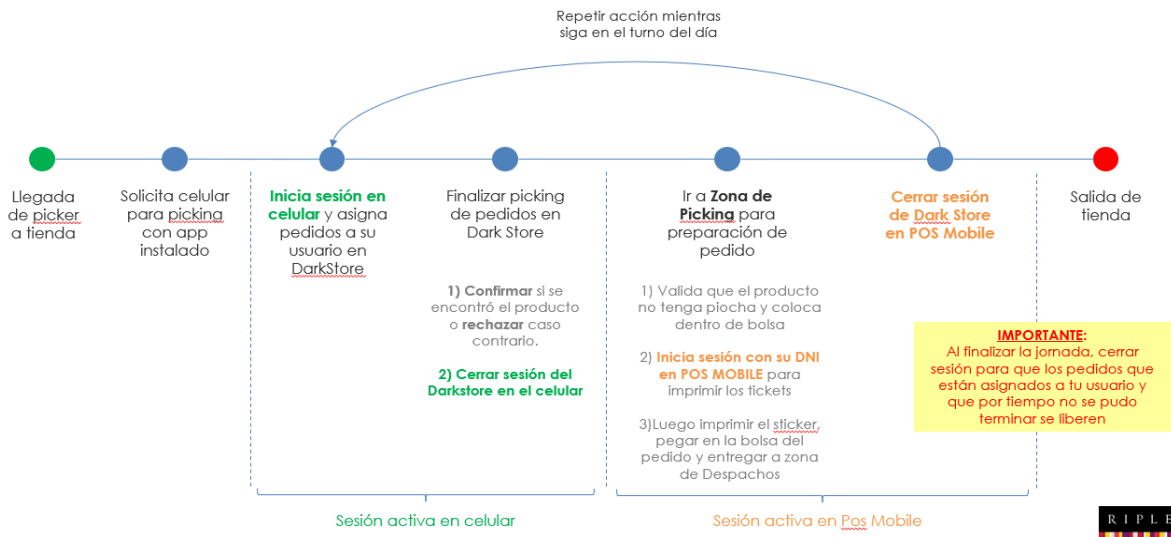 Repetir acción mientras
siga en el turno del día
Llegada
de picker
a tienda
Solicita celular
para picking
con app
instalado
Inicia sesión en
celular y asigna
pedidos a su
usuario en
DarkStore
Finalizar picking
de pedidos en
Dark Store
1) Confirmar si se
encontró el producto
o rechazar caso
contrario.
2) Cerrar sesión del
Darkstore en el celular
Ir a Zona de
Picking para
preparación de
pedido
1) Valida que el producto
no tenga piocha y coloca
dentro de bolsa
2) Inicia sesión con su DNI
en POS MOBILE para
imprimir los tickets
3)Luego imprimir el sticker,
pegar en la bolsa del
pedido y entregar a zona
de Despachos
Cerrar sesión
de Dark Store
en POS Mobile
Salida de
tienda
IMPORTANTE:
Al finalizar la jornada, cerrar
sesión para que los pedidos que
están asignados a tu usuario y
que por tiempo no se pudo
terminar se liberen
Sesión activa en celular
Sesión activa en Pos Mobile
RIPLE